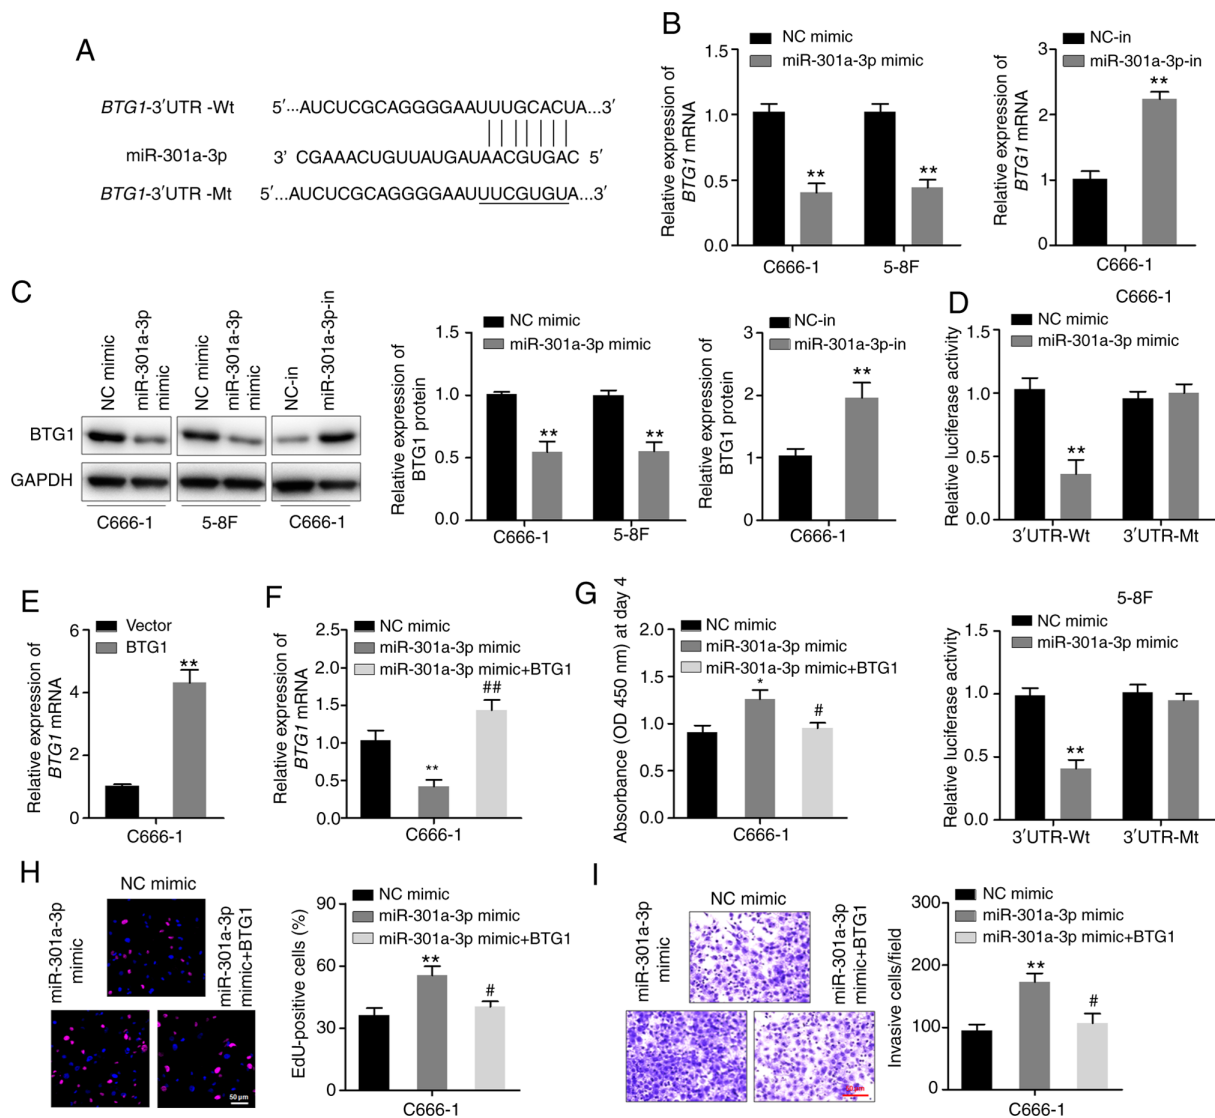 A
BTG1-3′UTR -Wt 5′···AUCUCGCAGGGGAAUUUGCACUA...3′
miR-301a-3p 3′ CGAAACUGUUAUGAUAACGUGAC 5′
BTG1-3′UTR -Mt 5′...AUCUCGCAGGGGAAUUUCGUGUA...3′
B
Relative expression of
BTG1 mRNA
NC mimic
miR-301a-3p mimic
1.5
1.0
0.5
0.0
**
**
C666-1
5-8F
Relative expression of
BTG1 mRNA
NC-in
miR-301a-3p-in
3
2
1
0
**
C666-1
C
NC mimic
miR-301a-3p
mimic
NC mimic
miR-301a-3p
mimic
NC-in
miR-301a-3p-in
BTG1
GAPDH
C666-1
5-8F
C666-1
Relative expression of
BTG1 protein
NC mimic
miR-301a-3p mimic
1.5
1.0
0.5
0.0
**
**
C666-1
5-8F
Relative expression of
BTG1 protein
NC-in
miR-301a-3p-in
3
2
1
0
**
C666-1
D
C666-1
Relative luciferase activity
NC mimic
miR-301a-3p mimic
1.5
1.0
0.5
0.0
**
3′UTR-Wt
3′UTR-Mt
5-8F
Relative luciferase activity
NC mimic
miR-301a-3p mimic
1.5
1.0
0.5
0.0
**
3′UTR-Wt
3′UTR-Mt
E
Relative expression of
BTG1 mRNA
Vector
BTG1
6
4
2
0
**
C666-1
F
Relative expression of
BTG1 mRNA
NC mimic
miR-301a-3p mimic
miR-301a-3p mimic+BTG1
2.5
2.0
1.5
1.0
0.5
0.0
**
##
C666-1
G
Absorbance (OD 450 nm) at day 4
NC mimic
miR-301a-3p mimic
miR-301a-3p mimic+BTG1
2.0
1.5
1.0
0.5
0.0
*
#
C666-1
H
NC mimic
miR-301a-3p
mimic
miR-301a-3p
mimic+BTG1
50 μm
EdU-positive cells (%)
NC mimic
miR-301a-3p mimic
miR-301a-3p mimic+BTG1
90
60
30
0
**
#
C666-1
I
NC mimic
miR-301a-3p
mimic
miR-301a-3p
mimic+BTG1
50 μm
Invasive cells/field
NC mimic
miR-301a-3p mimic
miR-301a-3p mimic+BTG1
300
200
100
0
**
#
C666-1